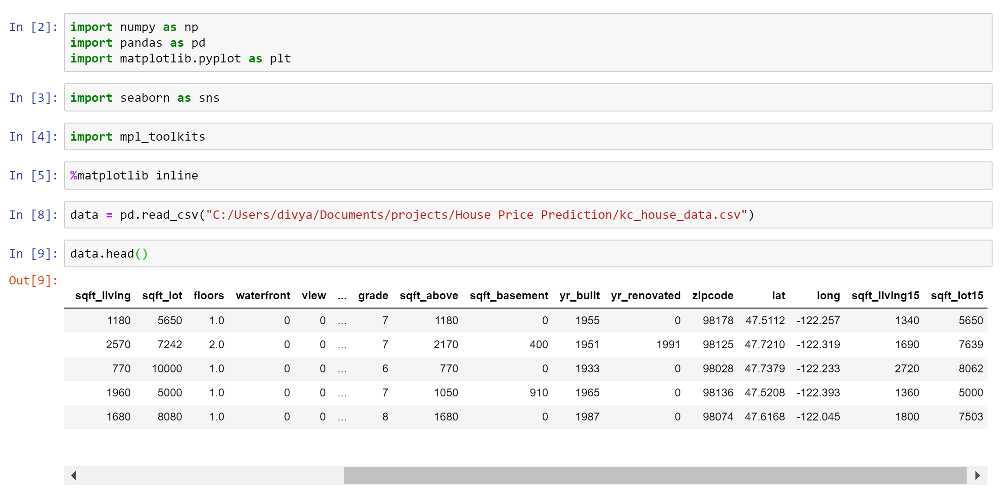 In [2]: import numpy as np
import pandas as pd
import matplotlib.pyplot as plt
In [3]: import seaborn as sns
In [4]: import mpl_toolkits
In [5]: %matplotlib inline
In [8]: data = pd.read_csv("C:/Users/divya/Documents/projects/House Price Prediction/kc_house_data.csv")
In [9]: data.head()
Out[9]:
sqft_living sqft_lot floors waterfront view ... grade sqft_above sqft_basement yr_built yr_renovated zipcode lat long sqft_living15 sqft_lot15
1180 5650 1.0 0 0 ... 7 1180 0 1955 0 98178 47.5112 -122.257 1340 5650
2570 7242 2.0 0 0 ... 7 2170 400 1951 1991 98125 47.7210 -122.319 1690 7639
770 10000 1.0 0 0 ... 6 770 0 1933 0 98028 47.7379 -122.233 2720 8062
1960 5000 1.0 0 0 ... 7 1050 910 1965 0 98136 47.5208 -122.393 1360 5000
1680 8080 1.0 0 0 ... 8 1680 0 1987 0 98074 47.6168 -122.045 1800 7503